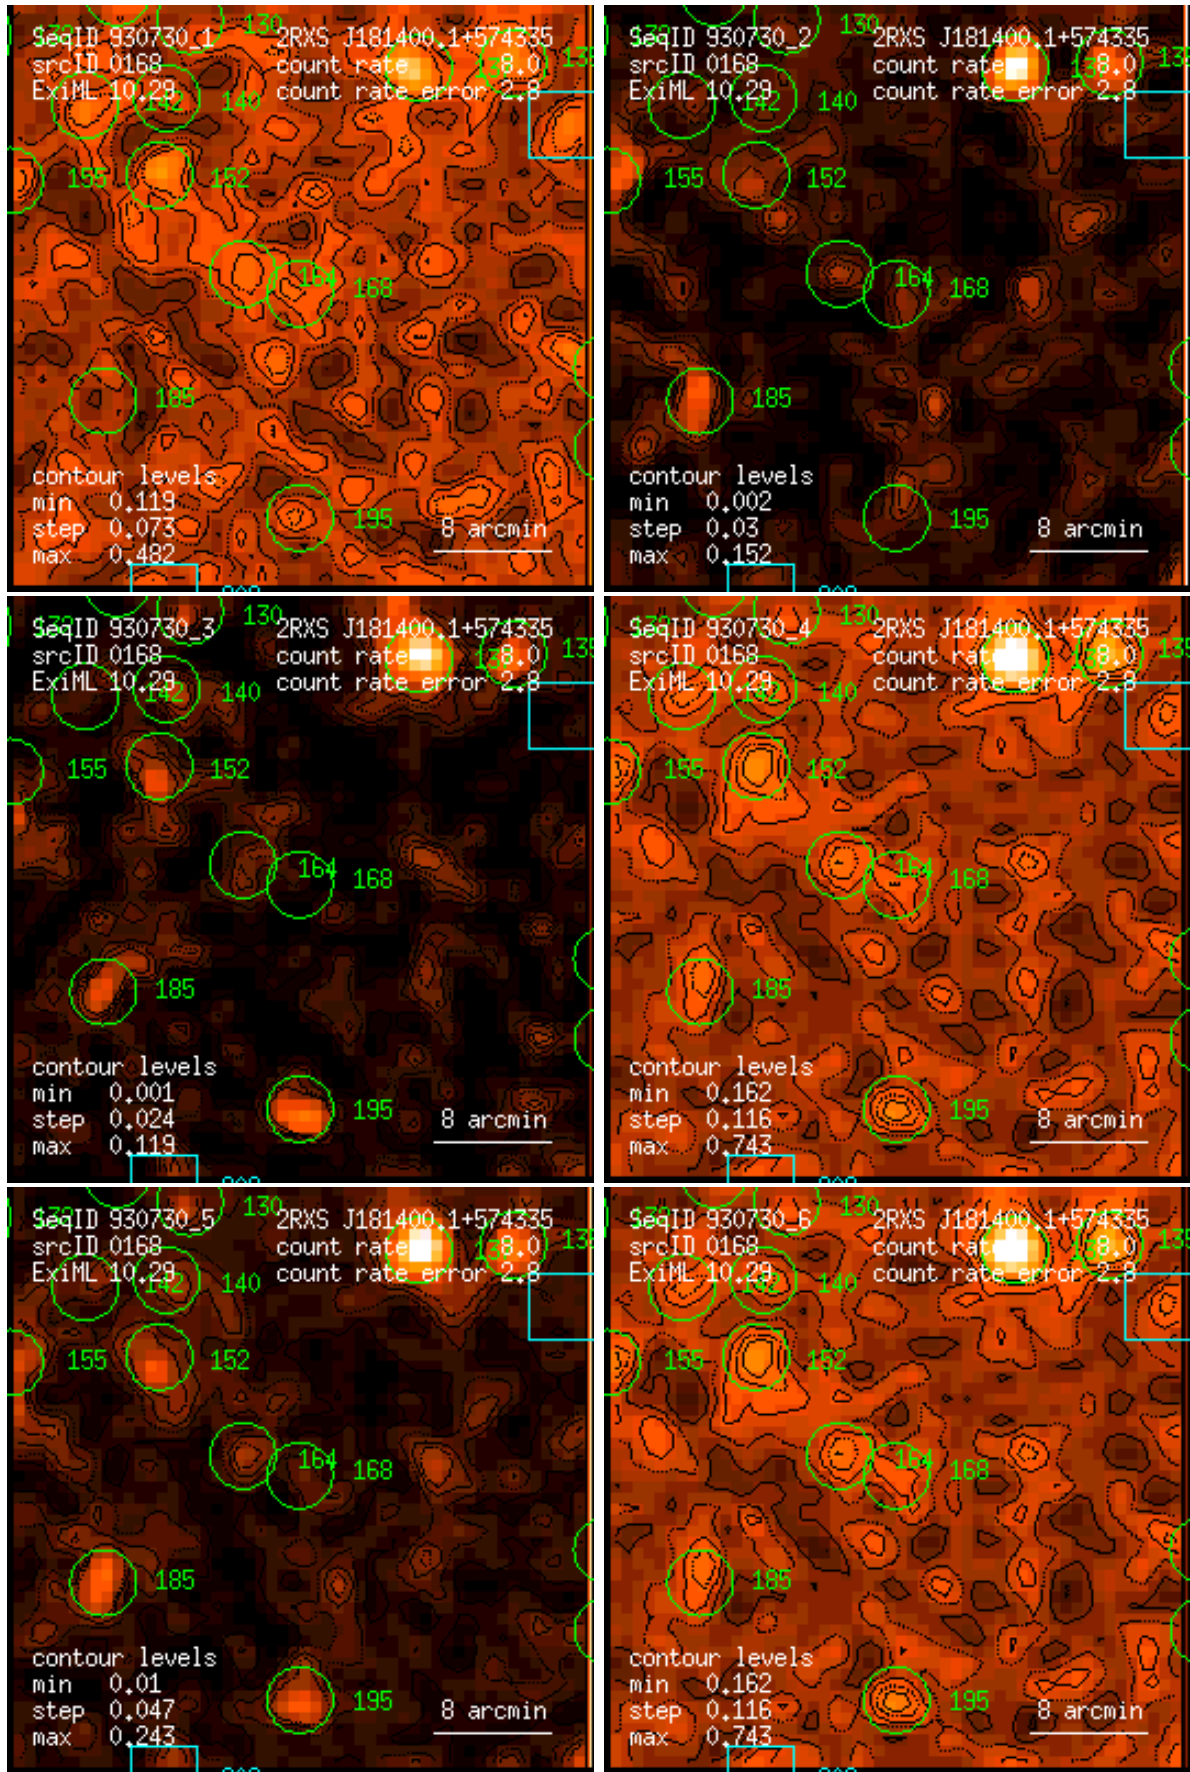 SeqID 930730_1 2RXS J181400.1+574335
srcID 0168 count rate 8.0
ExiML 10.29 count rate error 2.8
130
142 140
155 152
164 168
185
contour levels
min 0.119
step 0.073
max 0.482
195
8 arcmin
SeqID 930730_2 2RXS J181400.1+574335
srcID 0168 count rate 8.0
ExiML 10.29 count rate error 2.8
130
142 140
155 152
164 168
185
contour levels
min 0.002
step 0.03
max 0.152
195
8 arcmin
SeqID 930730_3 2RXS J181400.1+574335
srcID 0168 count rate 8.0
ExiML 10.29 count rate error 2.8
130
142 140
155 152
164 168
185
contour levels
min 0.001
step 0.024
max 0.119
195
8 arcmin
SeqID 930730_4 2RXS J181400.1+574335
srcID 0168 count rate 8.0
ExiML 10.29 count rate error 2.8
130
142 140
155 152
164 168
185
contour levels
min 0.162
step 0.116
max 0.743
195
8 arcmin
SeqID 930730_5 2RXS J181400.1+574335
srcID 0168 count rate 8.0
ExiML 10.29 count rate error 2.8
130
142 140
155 152
164 168
185
contour levels
min 0.01
step 0.047
max 0.243
195
8 arcmin
SeqID 930730_6 2RXS J181400.1+574335
srcID 0168 count rate 8.0
ExiML 10.29 count rate error 2.8
130
142 140
155 152
164 168
185
contour levels
min 0.162
step 0.116
max 0.743
195
8 arcmin